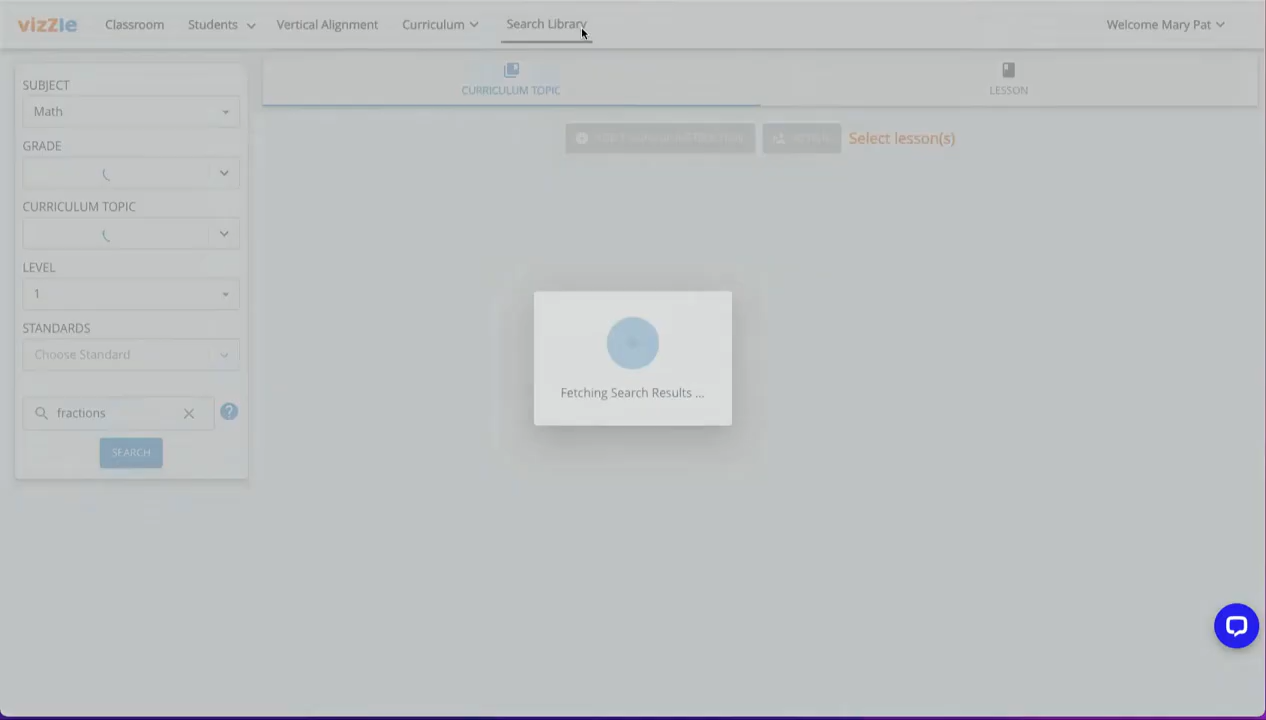 vizZle
Classroom
Students
Vertical Alignment
Curriculum
Search Library
Welcome Mary Pat
SUBJECT
Math
GRADE
CURRICULUM TOPIC
LEVEL
1
STANDARDS
Choose Standard
fractions
?
SEARCH
CURRICULUM TOPIC
LESSON
Select lesson(s)
Fetching Search Results ...